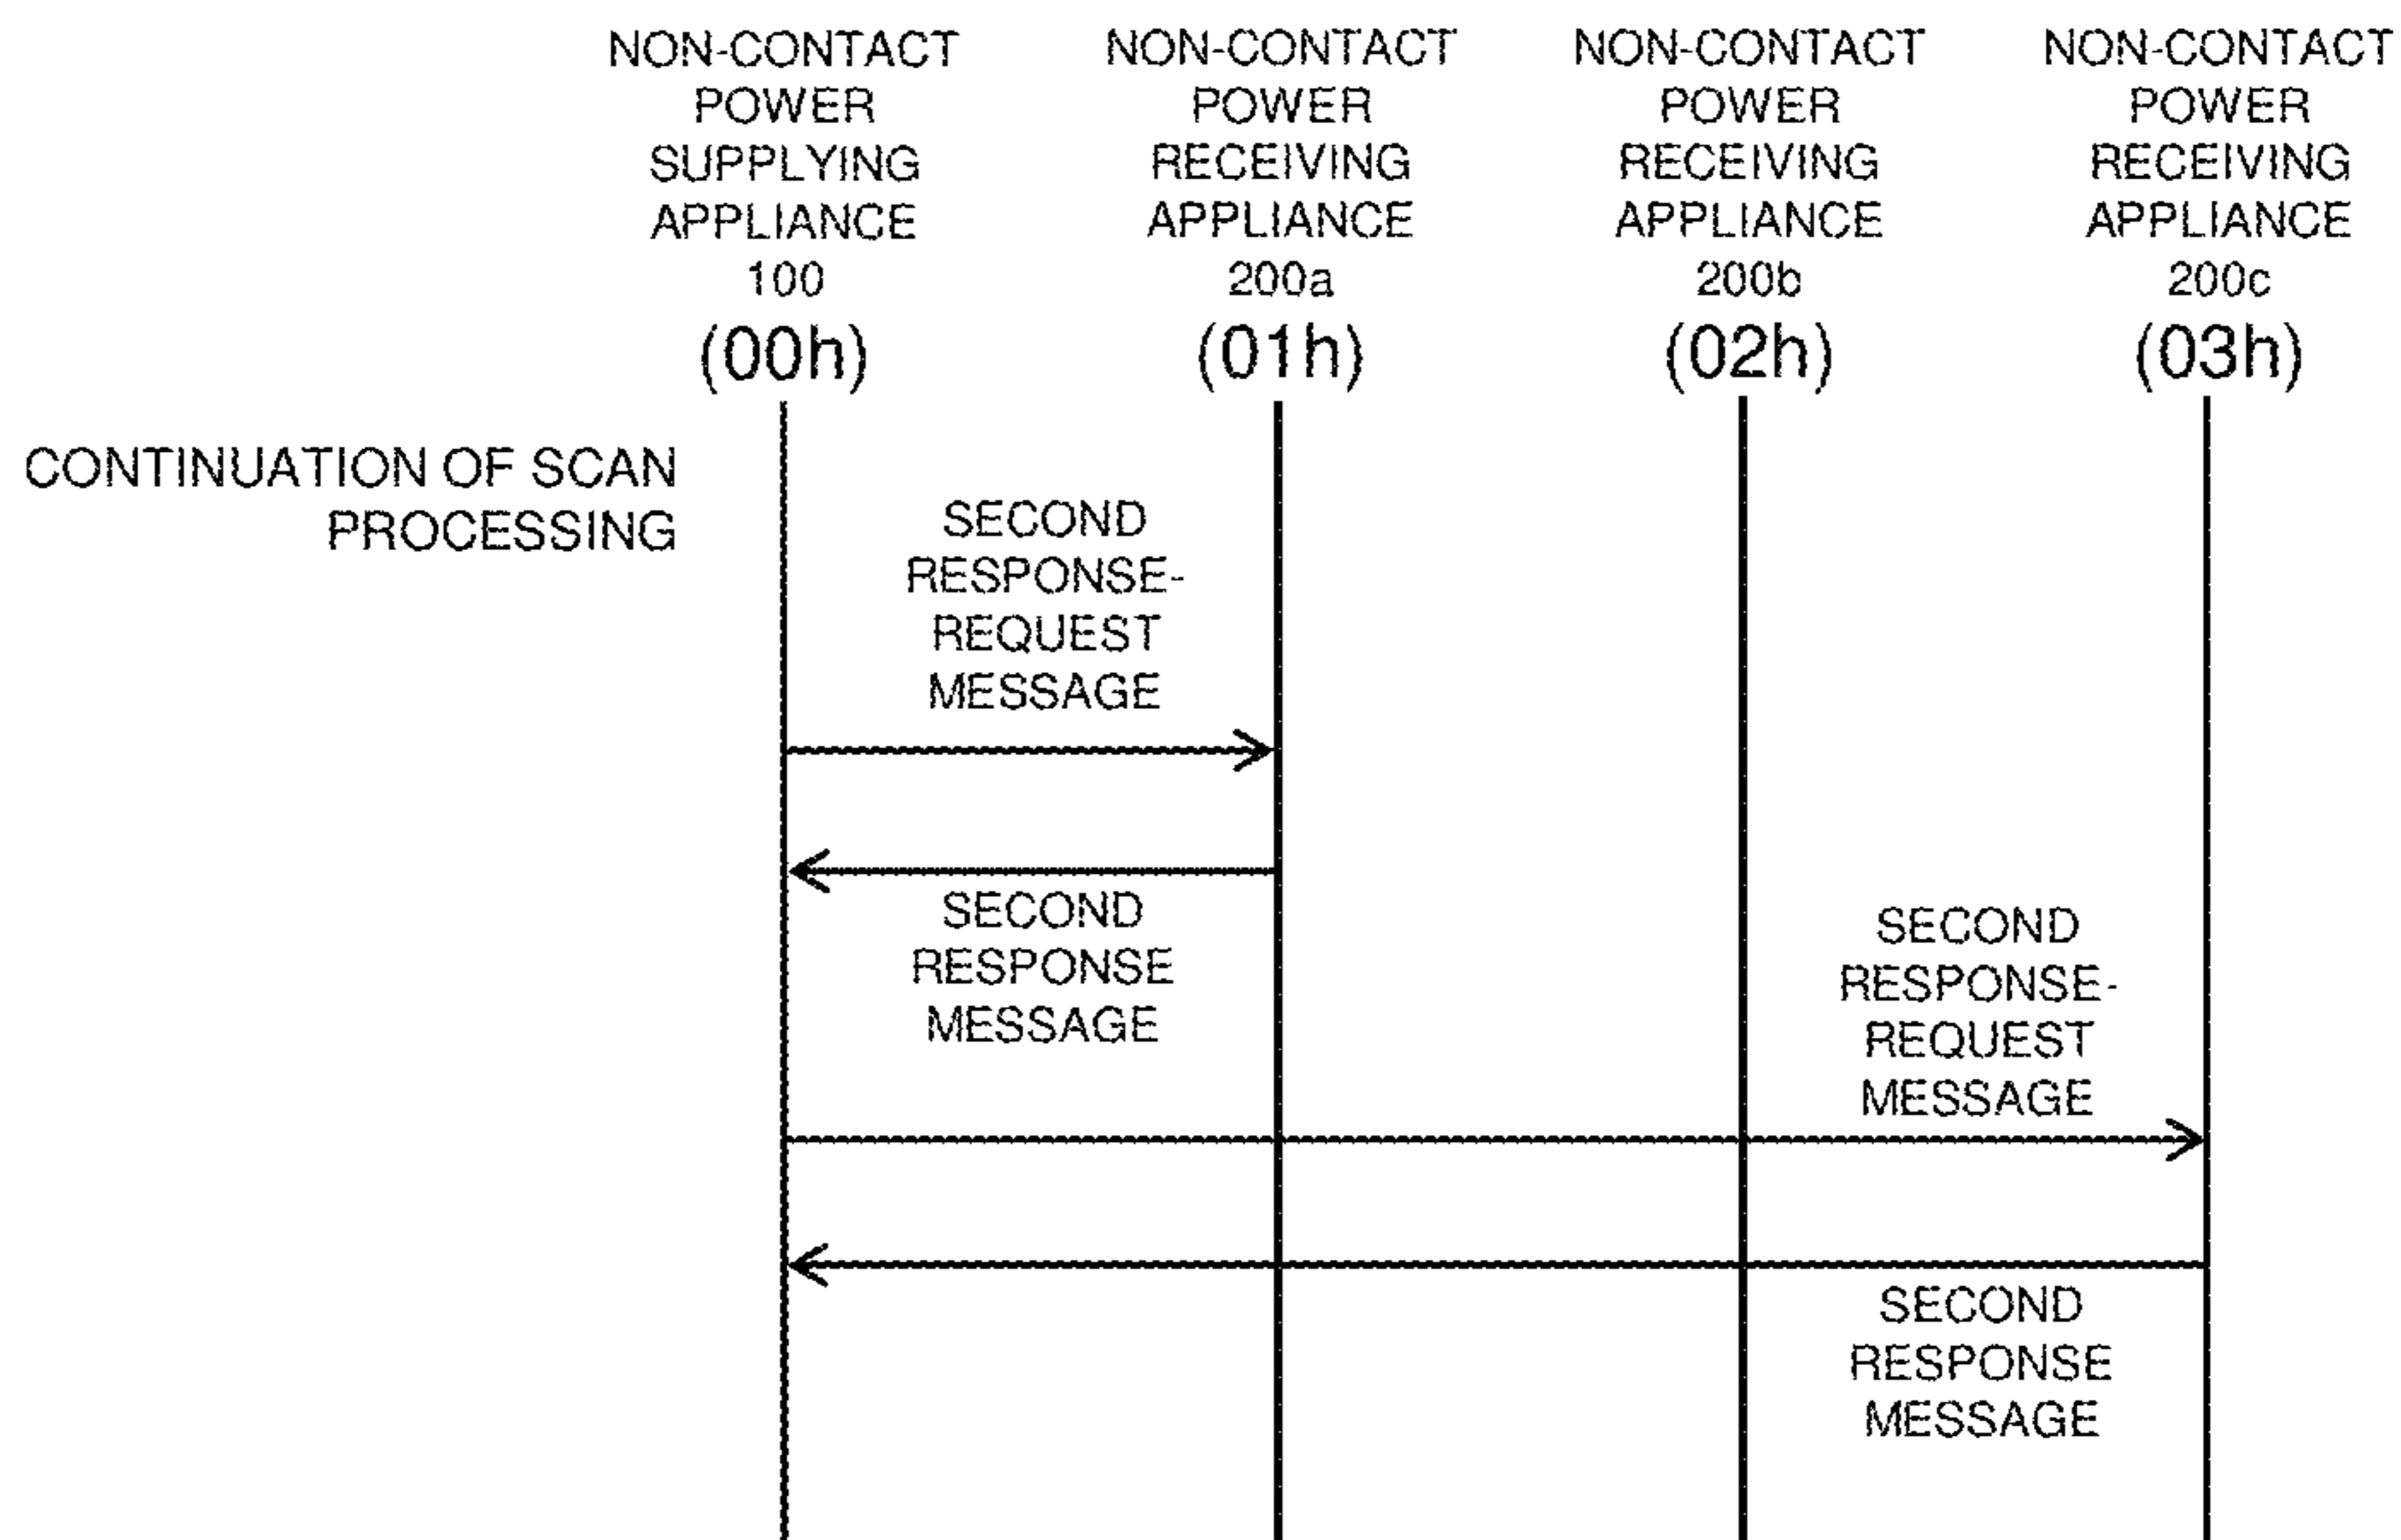 NON-CONTACT
POWER
SUPPLYING
APPLIANCE
100
(00h)
NON-CONTACT
POWER
RECEIVING
APPLIANCE
200a
(01h)
NON-CONTACT
POWER
RECEIVING
APPLIANCE
200b
(02h)
NON-CONTACT
POWER
RECEIVING
APPLIANCE
200c
(03h)
CONTINUATION OF SCAN
PROCESSING
SECOND
RESPONSE-
REQUEST
MESSAGE
SECOND
RESPONSE
MESSAGE
SECOND
RESPONSE-
REQUEST
MESSAGE
SECOND
RESPONSE
MESSAGE